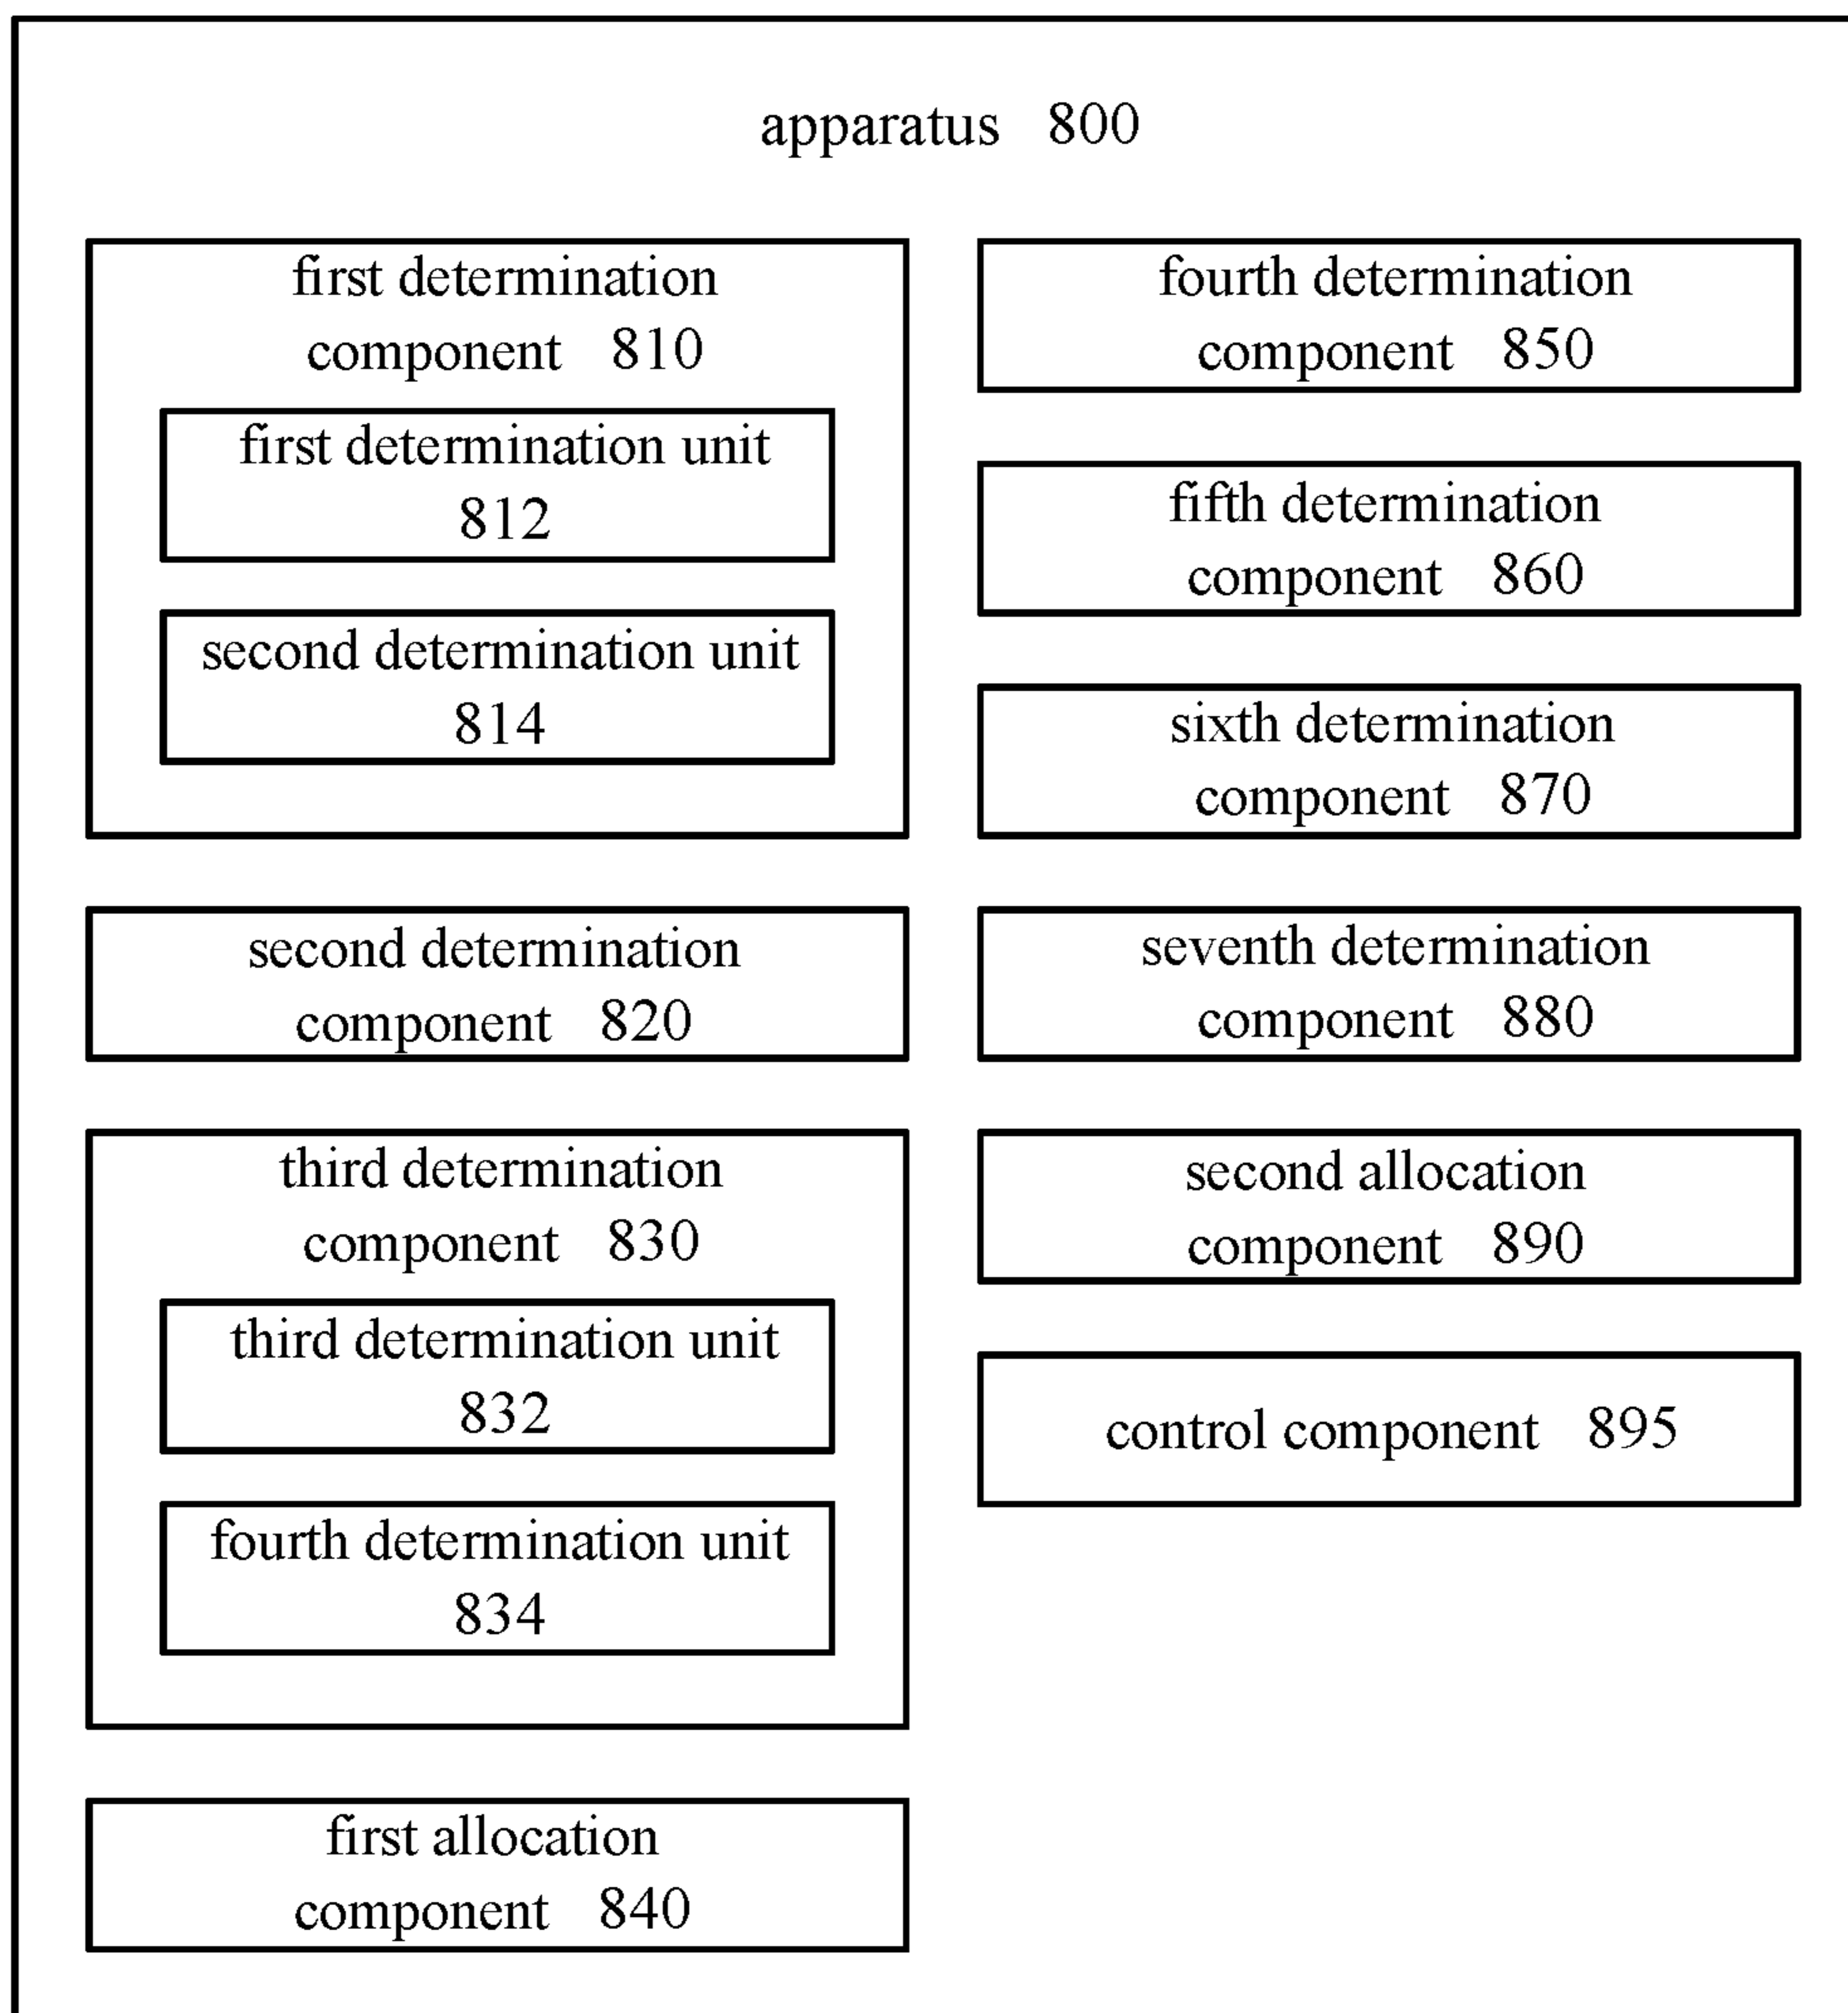 apparatus 800
first determination
component 810
first determination unit
812
second determination unit
814
second determination
component 820
third determination
component 830
third determination unit
832
fourth determination unit
834
first allocation
component 840
fourth determination
component 850
fifth determination
component 860
sixth determination
component 870
seventh determination
component 880
second allocation
component 890
control component 895